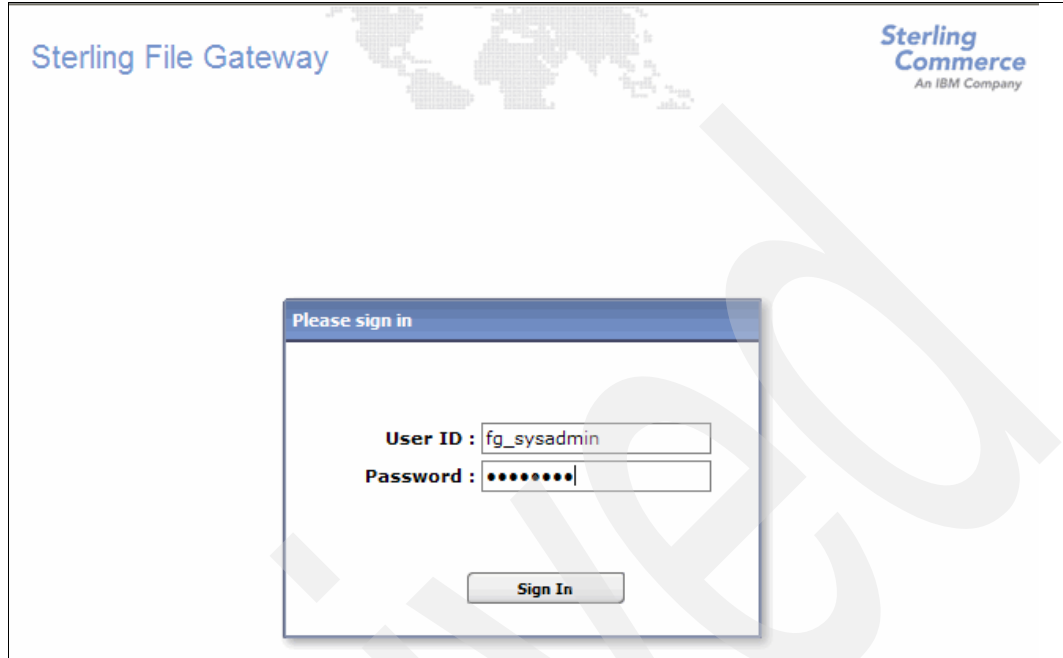 Sterling File Gateway
Sterling
Commerce
An IBM Company
Please sign in
User ID : fg_sysadmin
Password : ••••••••
Sign In